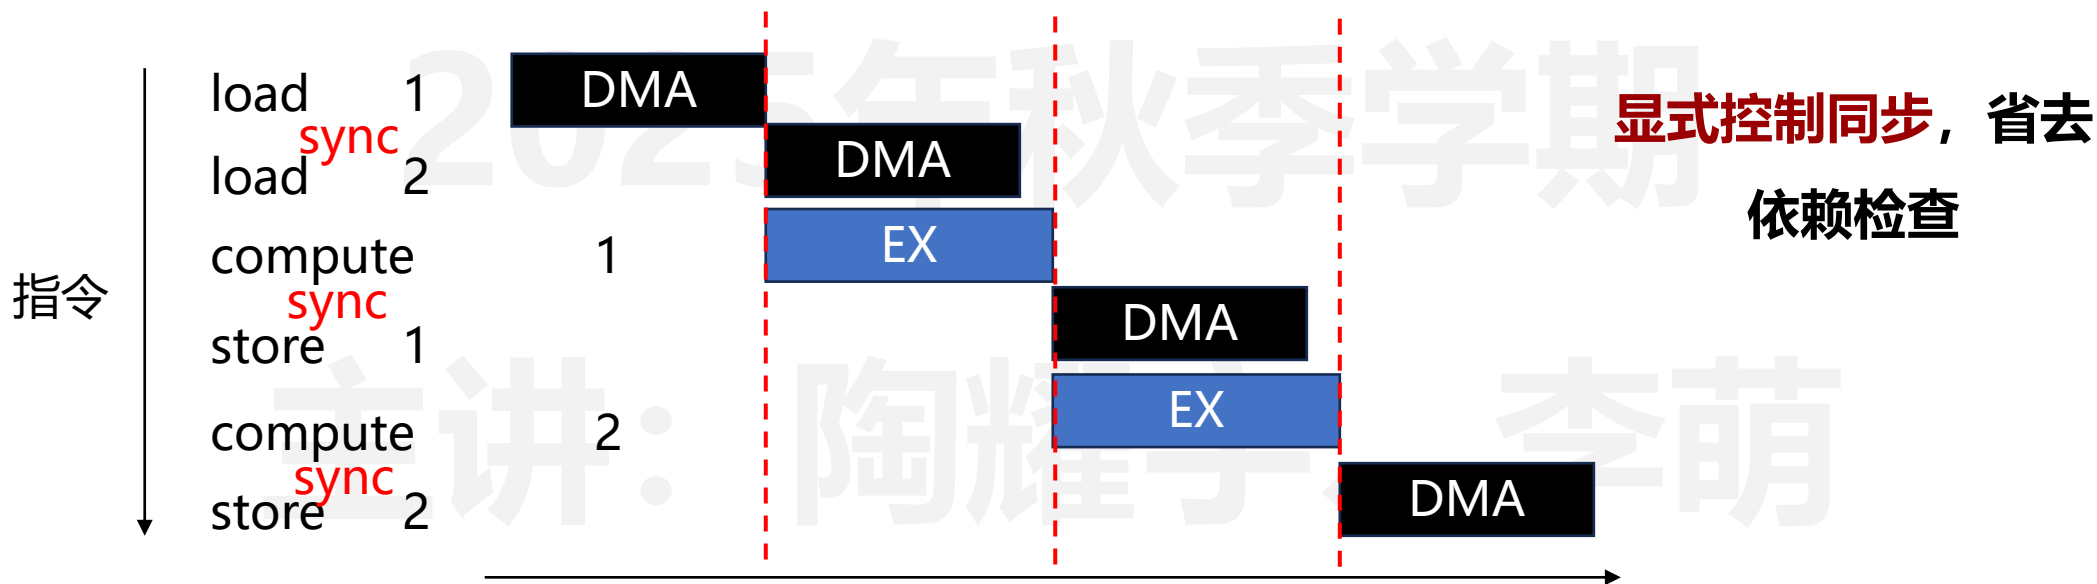 2025年秋季学期
主讲：陶耀宇、李萌
指令
load 1
sync
load 2
compute 1
sync
store 1
compute 2
sync
store 2
DMA
DMA
EX
DMA
EX
DMA
显式控制同步，省去
依赖检查